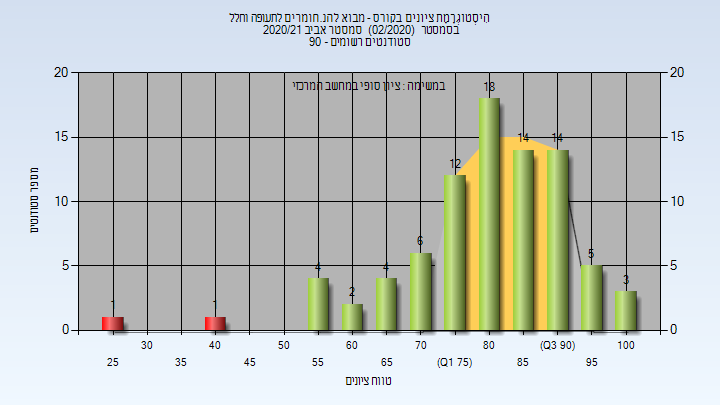 היסטוגרמת ציונים בקורס - מבוא להנ.חומרים לתעופה וחלל
בסמסטר (02/2020) סמסטר אביב 2020/21
סטודנטים רשומים - 90
במשימה : ציון סופי במחשב המרכזי
מספר סטודנטים
20 20
15 15
10 10
5 5
0 0
1 1 4 2 4 6 12 18 14 14 5 3
30 40 50 60 70 80 (Q3 90) 100
25 35 45 55 65 (Q1 75) 85 95
טווח ציונים